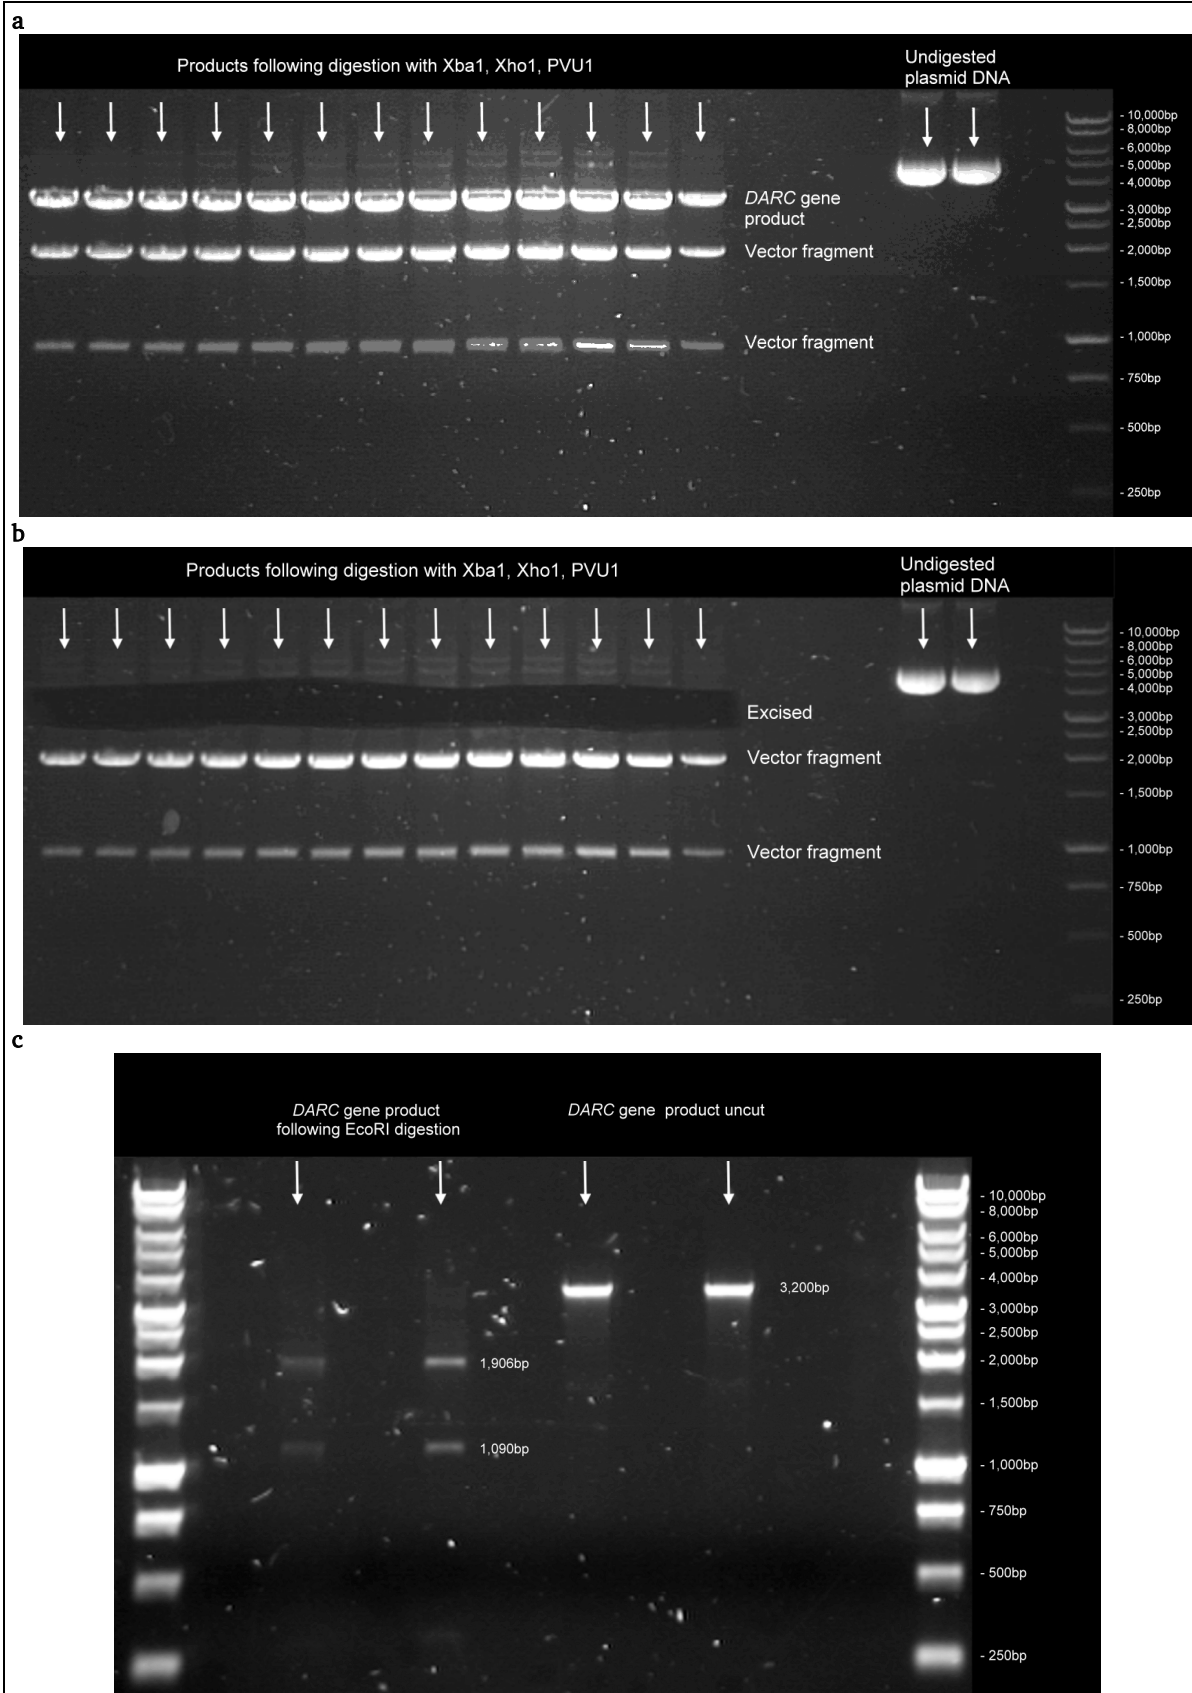 a
Products following digestion with Xba1, Xho1, PVU1
Undigested
plasmid DNA
- 10,000bp
- 8,000bp
- 6,000bp
- 5,000bp
- 4,000bp
- 3,000bp
- 2,500bp
- 2,000bp
- 1,500bp
- 1,000bp
- 750bp
- 500bp
- 250bp
DARC gene
product
Vector fragment
Vector fragment
b
Products following digestion with Xba1, Xho1, PVU1
Undigested
plasmid DNA
- 10,000bp
- 8,000bp
- 6,000bp
- 5,000bp
- 4,000bp
- 3,000bp
- 2,500bp
- 2,000bp
- 1,500bp
- 1,000bp
- 750bp
- 500bp
- 250bp
Excised
Vector fragment
Vector fragment
c
DARC gene product
following EcoRI digestion
DARC gene product uncut
3,200bp
1,906bp
1,090bp
- 10,000bp
- 8,000bp
- 6,000bp
- 5,000bp
- 4,000bp
- 3,000bp
- 2,500bp
- 2,000bp
- 1,500bp
- 1,000bp
- 750bp
- 500bp
- 250bp